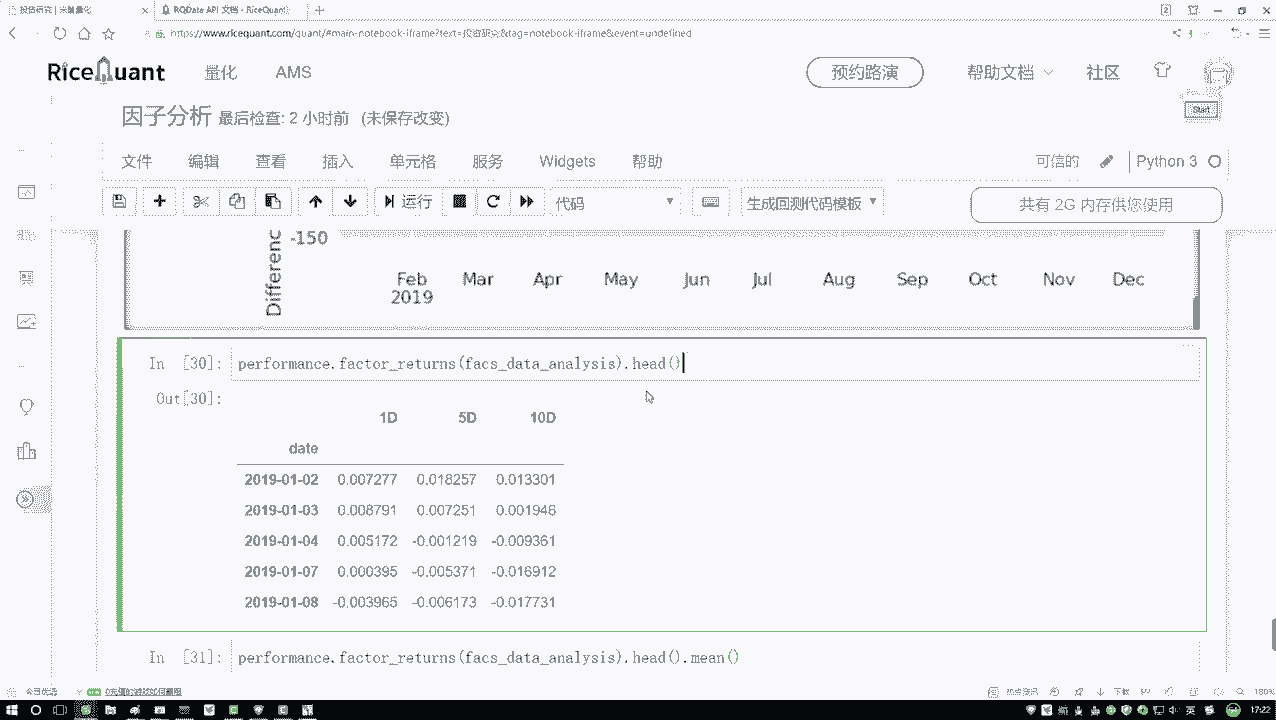 投资研究 | 米筐量化
RQData API 文档 - RiceQuant
https://www.ricequant.com/quant/#main-notebook-iframe?text=投资研究&tag=notebook-iframe&event=undefined
RiceQuant 量化 AMS 预约路演 帮助文档 社区
因子分析 最后检查: 2 小时前 (未保存改变)
文件 编辑 查看 插入 单元格 服务 Widgets 帮助 可信的 Python 3
运行 代码 生成回测代码模板 共有 2G 内存供您使用
Differenc
-150
Feb Mar Apr May Jun Jul Aug Sep Oct Nov Dec
2019
In [30]: performance.factor_returns(facs_data_analysis).head()
Out[30]:
1D 5D 10D
date
2019-01-02 0.007277 0.018257 0.013301
2019-01-03 0.008791 0.007251 0.001946
2019-01-04 0.005172 -0.001219 -0.009361
2019-01-07 0.000395 -0.005371 -0.016912
2019-01-08 -0.003965 -0.006173 -0.017731
In [31]: performance.factor_returns(facs_data_analysis).head().mean()
今日优选
下载
180%
英
17:22